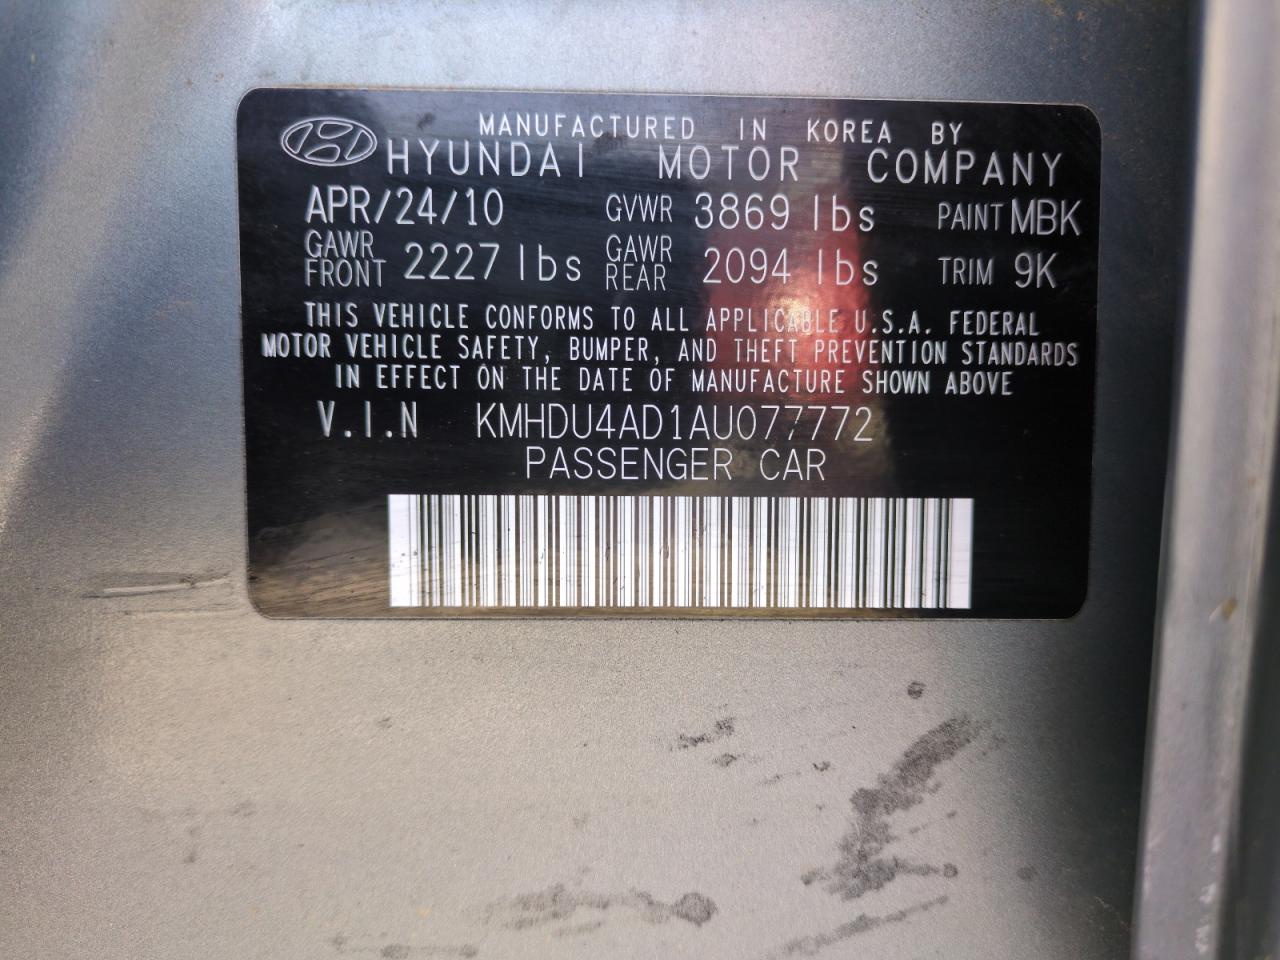 MANUFACTURED IN KOREA BY
HYUNDAI MOTOR COMPANY
APR/24/10 GVWR 3869 lbs PAINT MBK
GAWR FRONT 2227 lbs GAWR REAR 2094 lbs TRIM 9K
THIS VEHICLE CONFORMS TO ALL APPLICABLE U.S.A. FEDERAL
MOTOR VEHICLE SAFETY, BUMPER, AND THEFT PREVENTION STANDARDS
IN EFFECT ON THE DATE OF MANUFACTURE SHOWN ABOVE
V.I.N KMHDU4AD1AU077772
PASSENGER CAR